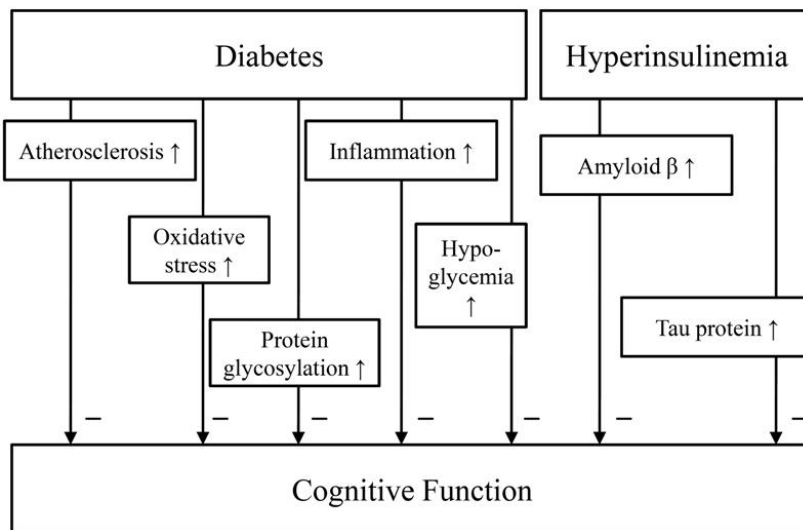 Diabetes
Hyperinsulinemia
Atherosclerosis ↑
Inflammation ↑
Amyloid β ↑
Oxidative
stress ↑
Hypo-
glycemia
↑
Protein
glycosylation ↑
Tau protein ↑
– – – – – – –
Cognitive Function